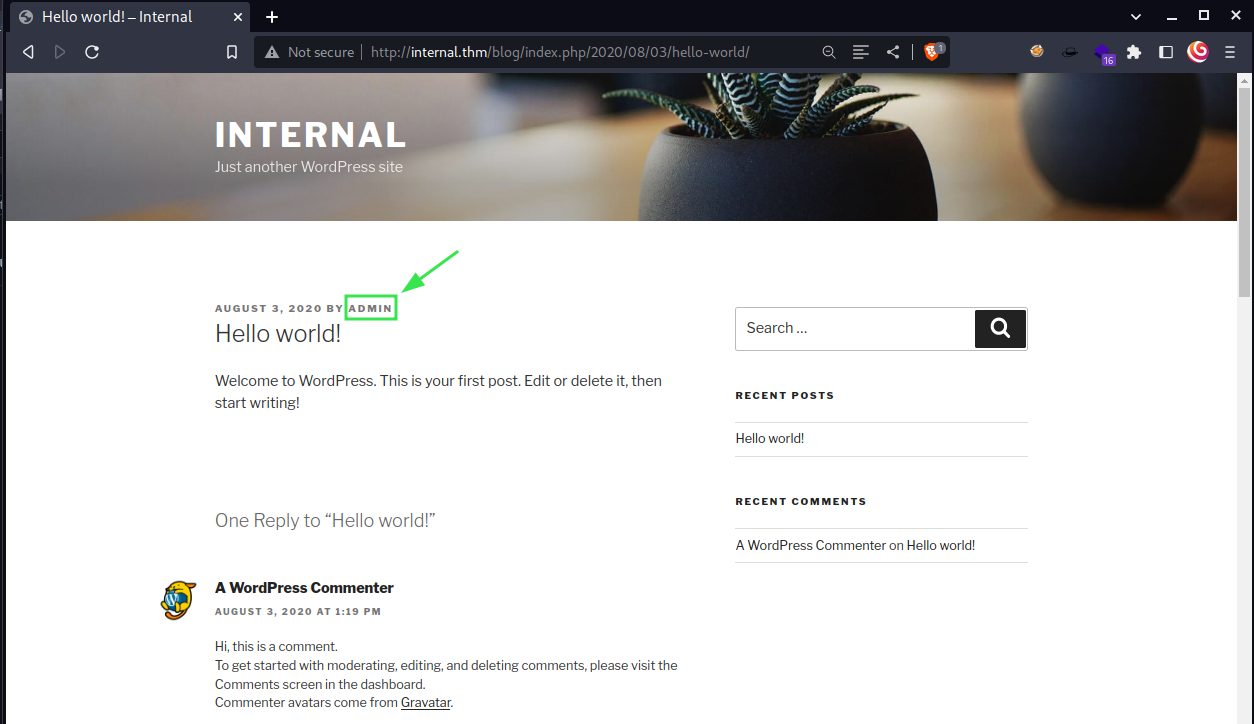 Hello world! – Internal
Not secure
http://internal.thm/blog/index.php/2020/08/03/hello-world/
1
16
INTERNAL
Just another WordPress site
AUGUST 3, 2020 BY ADMIN
Hello world!
Welcome to WordPress. This is your first post. Edit or delete it, then
start writing!
One Reply to “Hello world!”
A WordPress Commenter
AUGUST 3, 2020 AT 1:19 PM
Hi, this is a comment.
To get started with moderating, editing, and deleting comments, please visit the
Comments screen in the dashboard.
Commenter avatars come from Gravatar.
Search …
RECENT POSTS
Hello world!
RECENT COMMENTS
A WordPress Commenter on Hello world!